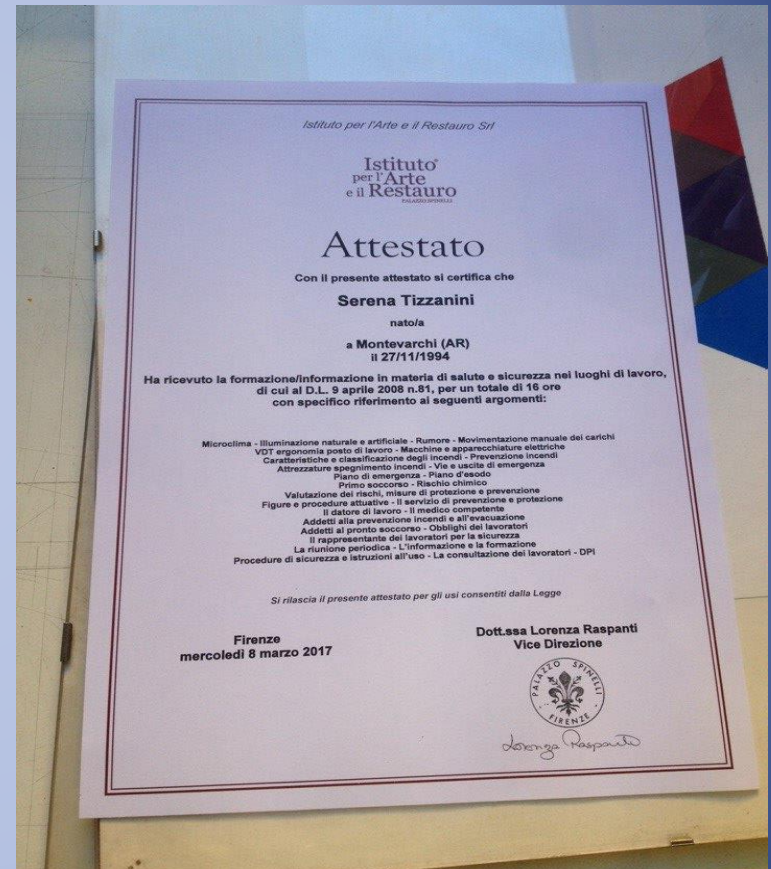 Istituto per l'Arte e il Restauro Srl
Istituto
per l'Arte
e il Restauro
PALAZZO SPINELLI
Attestato
Con il presente attestato si certifica che
Serena Tizzanini
nato/a
a Montevarchi (AR)
il 27/11/1994
Ha ricevuto la formazione/informazione in materia di salute e sicurezza nei luoghi di lavoro,
di cui al D.L. 9 aprile 2008 n.81, per un totale di 16 ore
con specifico riferimento ai seguenti argomenti:
Microclima - Illuminazione naturale e artificiale - Rumore - Movimentazione manuale dei carichi
VDT ergonomia posto di lavoro - Macchine e apparecchiature elettriche
Caratteristiche e classificazione degli incendi - Prevenzione incendi
Attrezzature spegnimento incendi - Vie e uscite di emergenza
Piano di emergenza - Piano d'esodo
Primo soccorso - Rischio chimico
Valutazione dei rischi, misure di protezione e prevenzione
Figure e procedure attuative - Il servizio di prevenzione e protezione
Il datore di lavoro - Il medico competente
Addetti alla prevenzione incendi e all'evacuazione
Addetti al pronto soccorso - Obblighi dei lavoratori
Il rappresentante dei lavoratori per la sicurezza
La riunione periodica - L'informazione e la formazione
Procedure di sicurezza e istruzioni all'uso - La consultazione dei lavoratori - DPI
Si rilascia il presente attestato per gli usi consentiti dalla Legge
Firenze
mercoledì 8 marzo 2017
Dott.ssa Lorenza Raspanti
Vice Direzione
PALAZZO SPINELLI
FIRENZE
Lorenza Raspanti